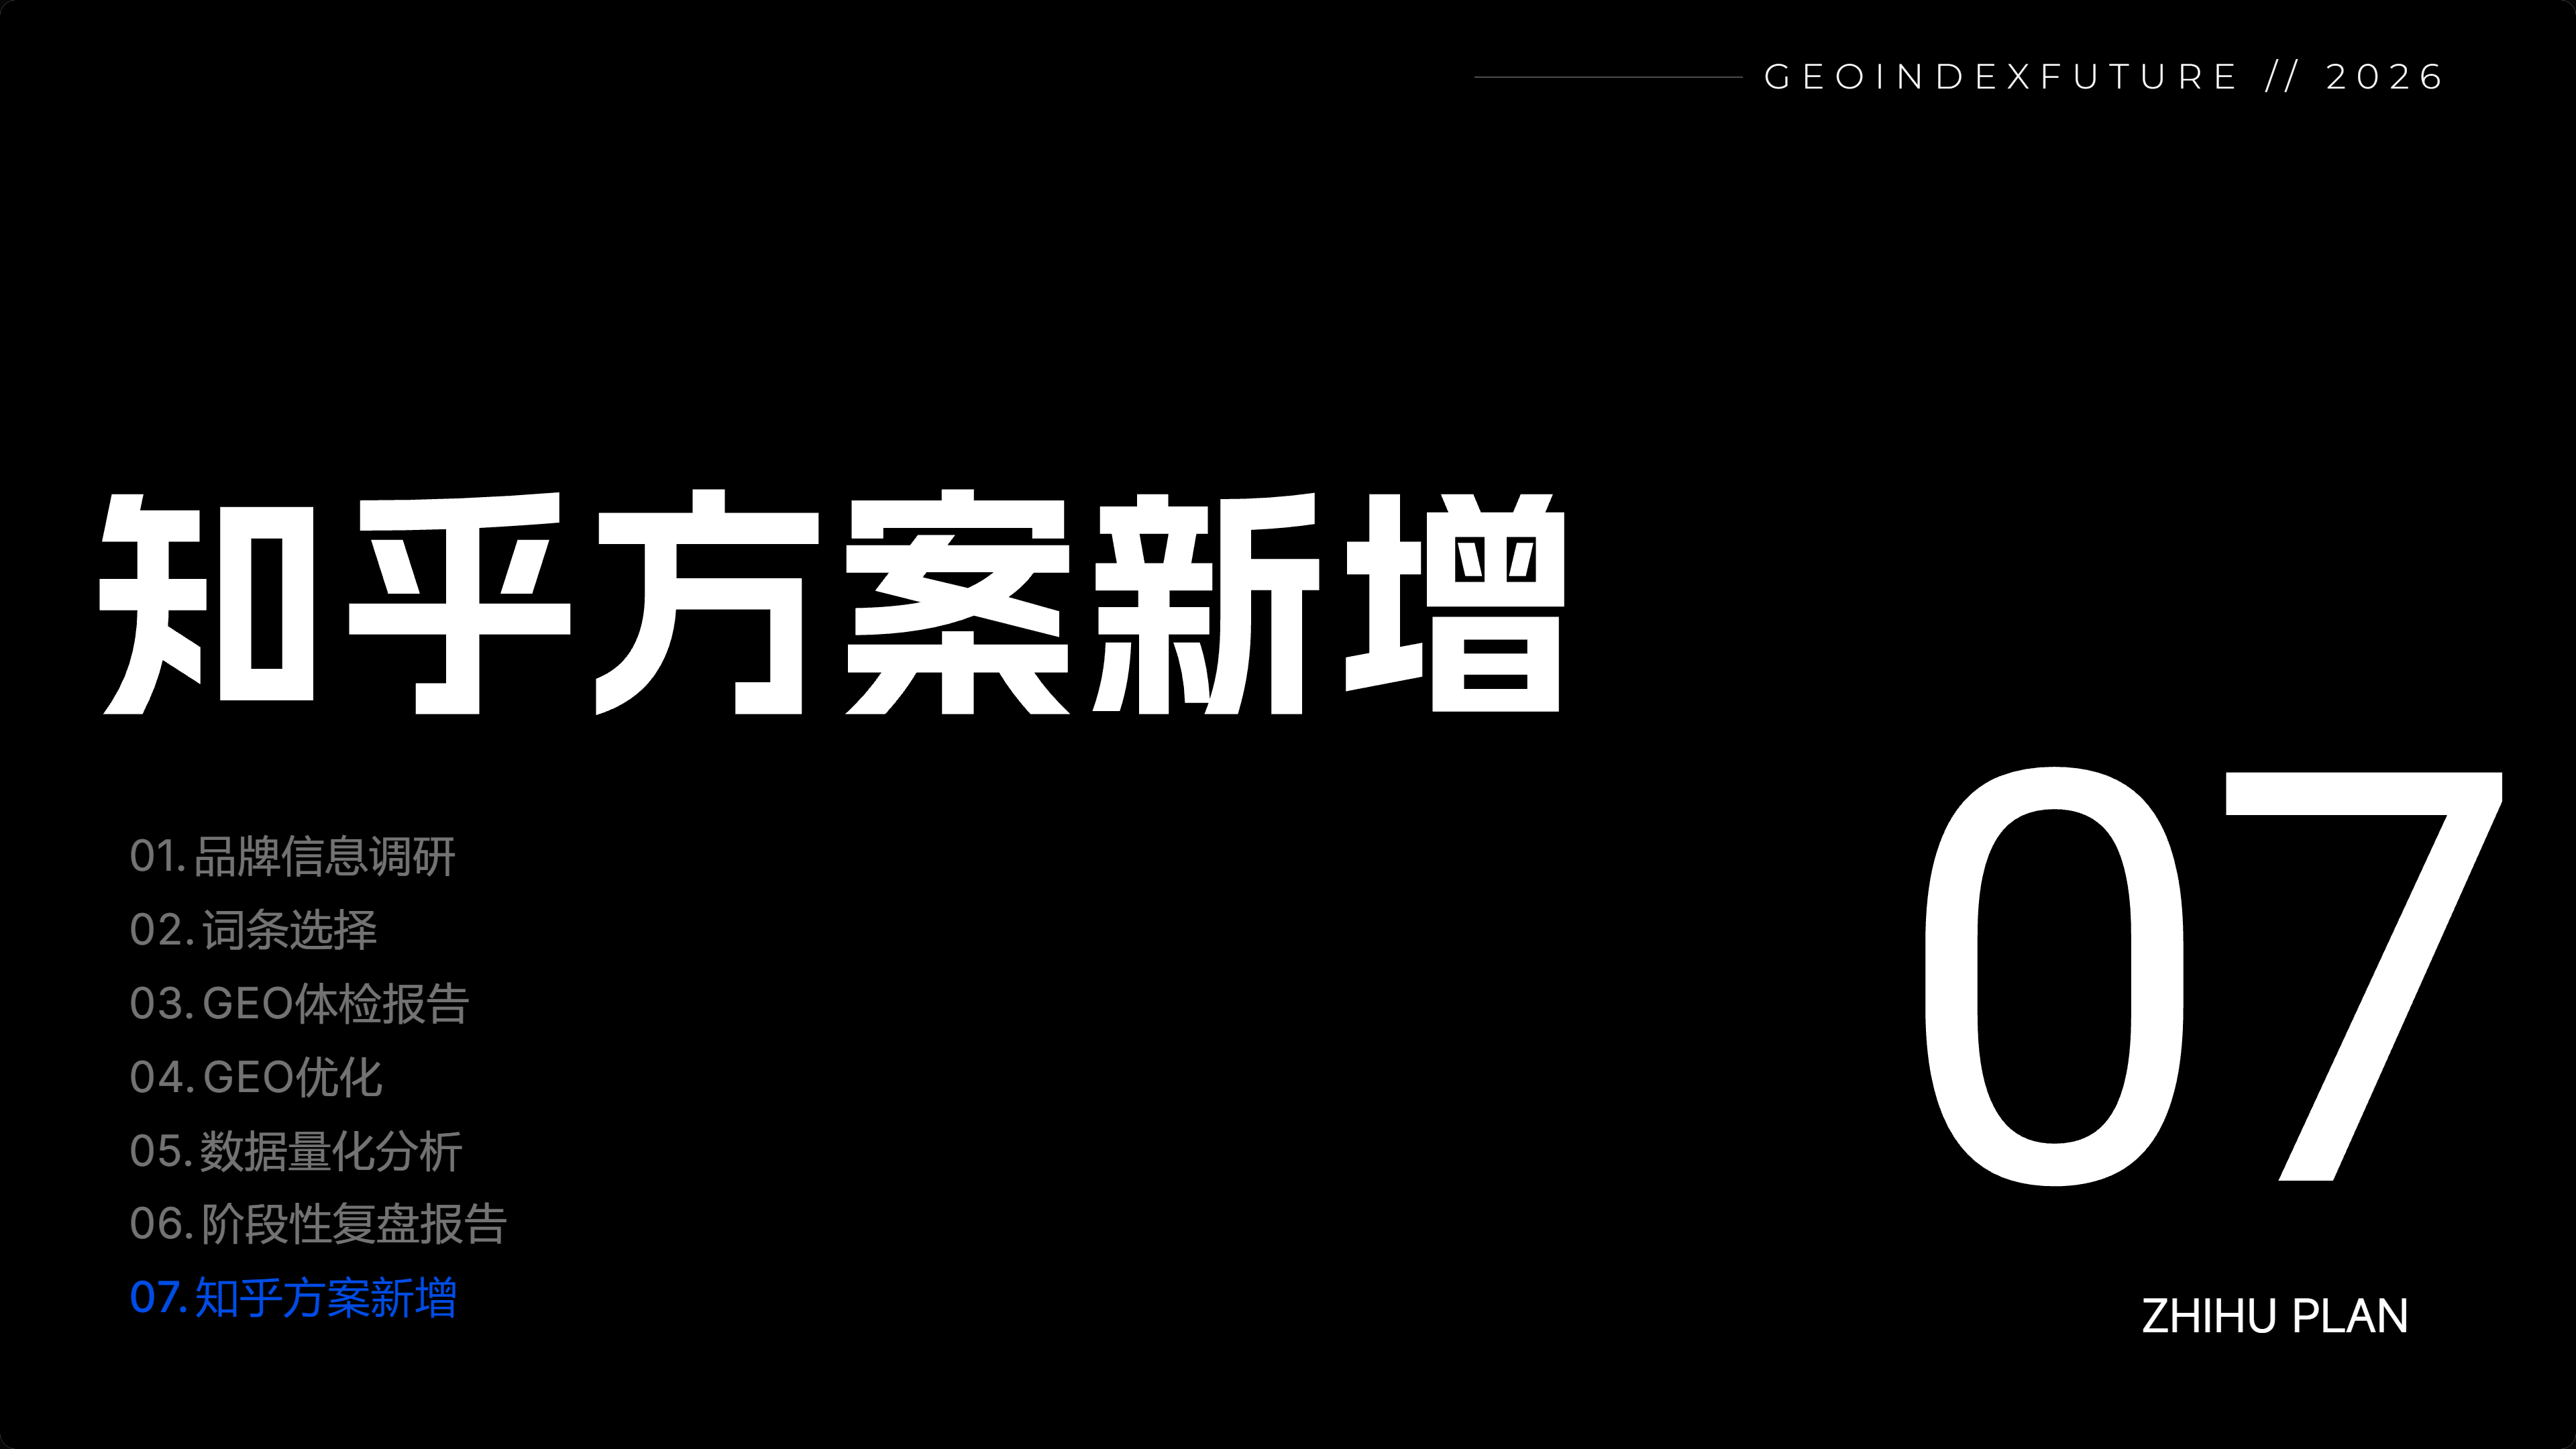 GEOINDEXFUTURE // 2026
知乎方案新增
07
01. 品牌信息调研
02. 词条选择
03. GEO体检报告
04. GEO优化
05. 数据量化分析
06. 阶段性复盘报告
07. 知乎方案新增
ZHIHU PLAN